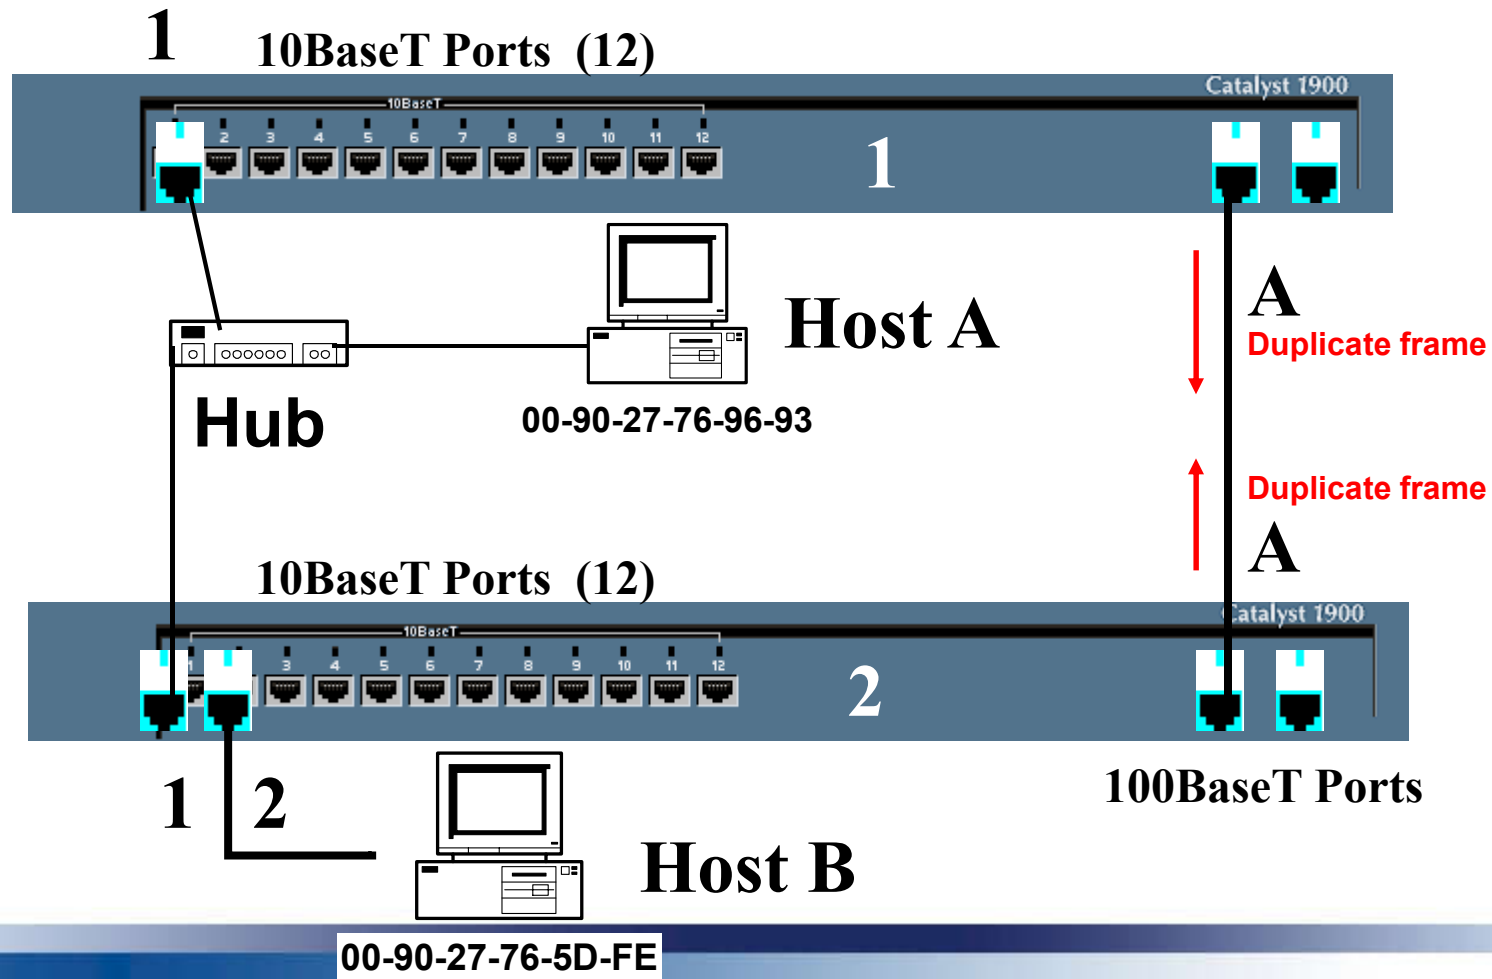 1
10BaseT Ports (12)
Catalyst 1900
10BaseT
2 3 4 5 6 7 8 9 10 11 12
1
Host A
A
Duplicate frame
Hub
00-90-27-76-96-93
Duplicate frame
A
10BaseT Ports (12)
Catalyst 1900
10BaseT
1 3 4 5 6 7 8 9 10 11 12
2
1 2
100BaseT Ports
Host B
00-90-27-76-5D-FE